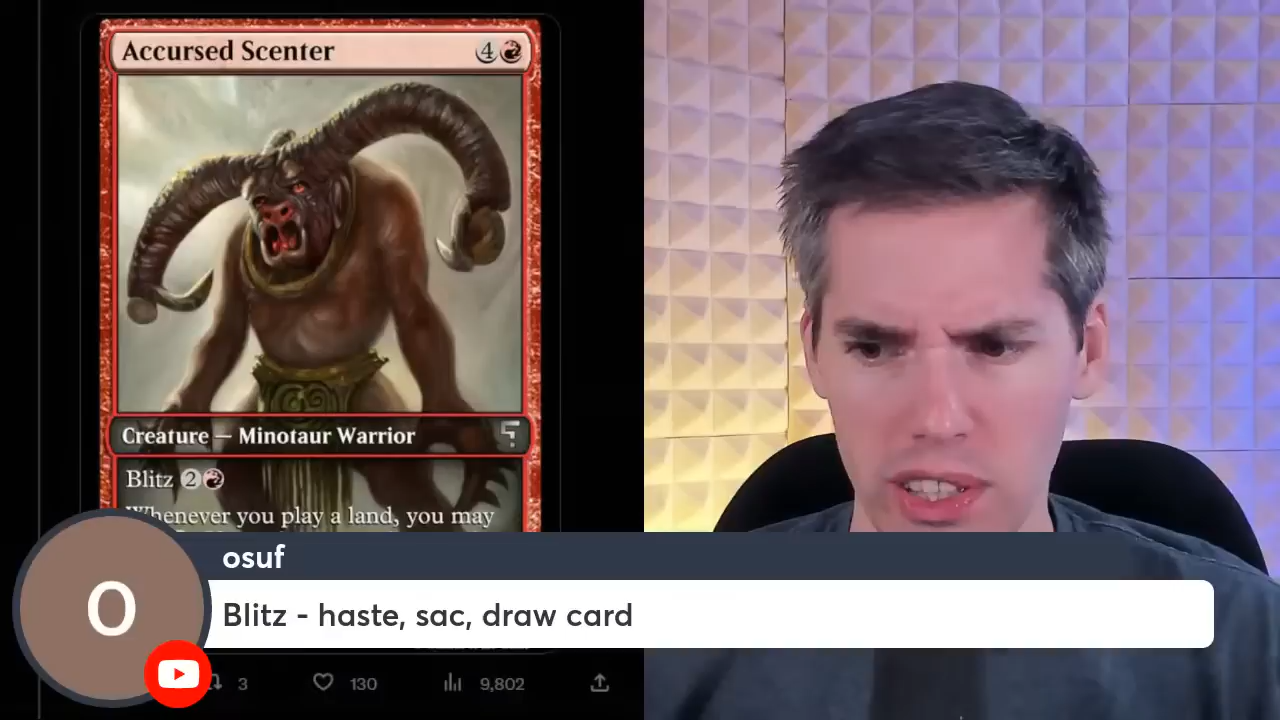 Accursed Scenter 4
Creature — Minotaur Warrior
Blitz 2
Whenever you play a land, you may
osuf
O
Blitz - haste, sac, draw card
3 130 9,802